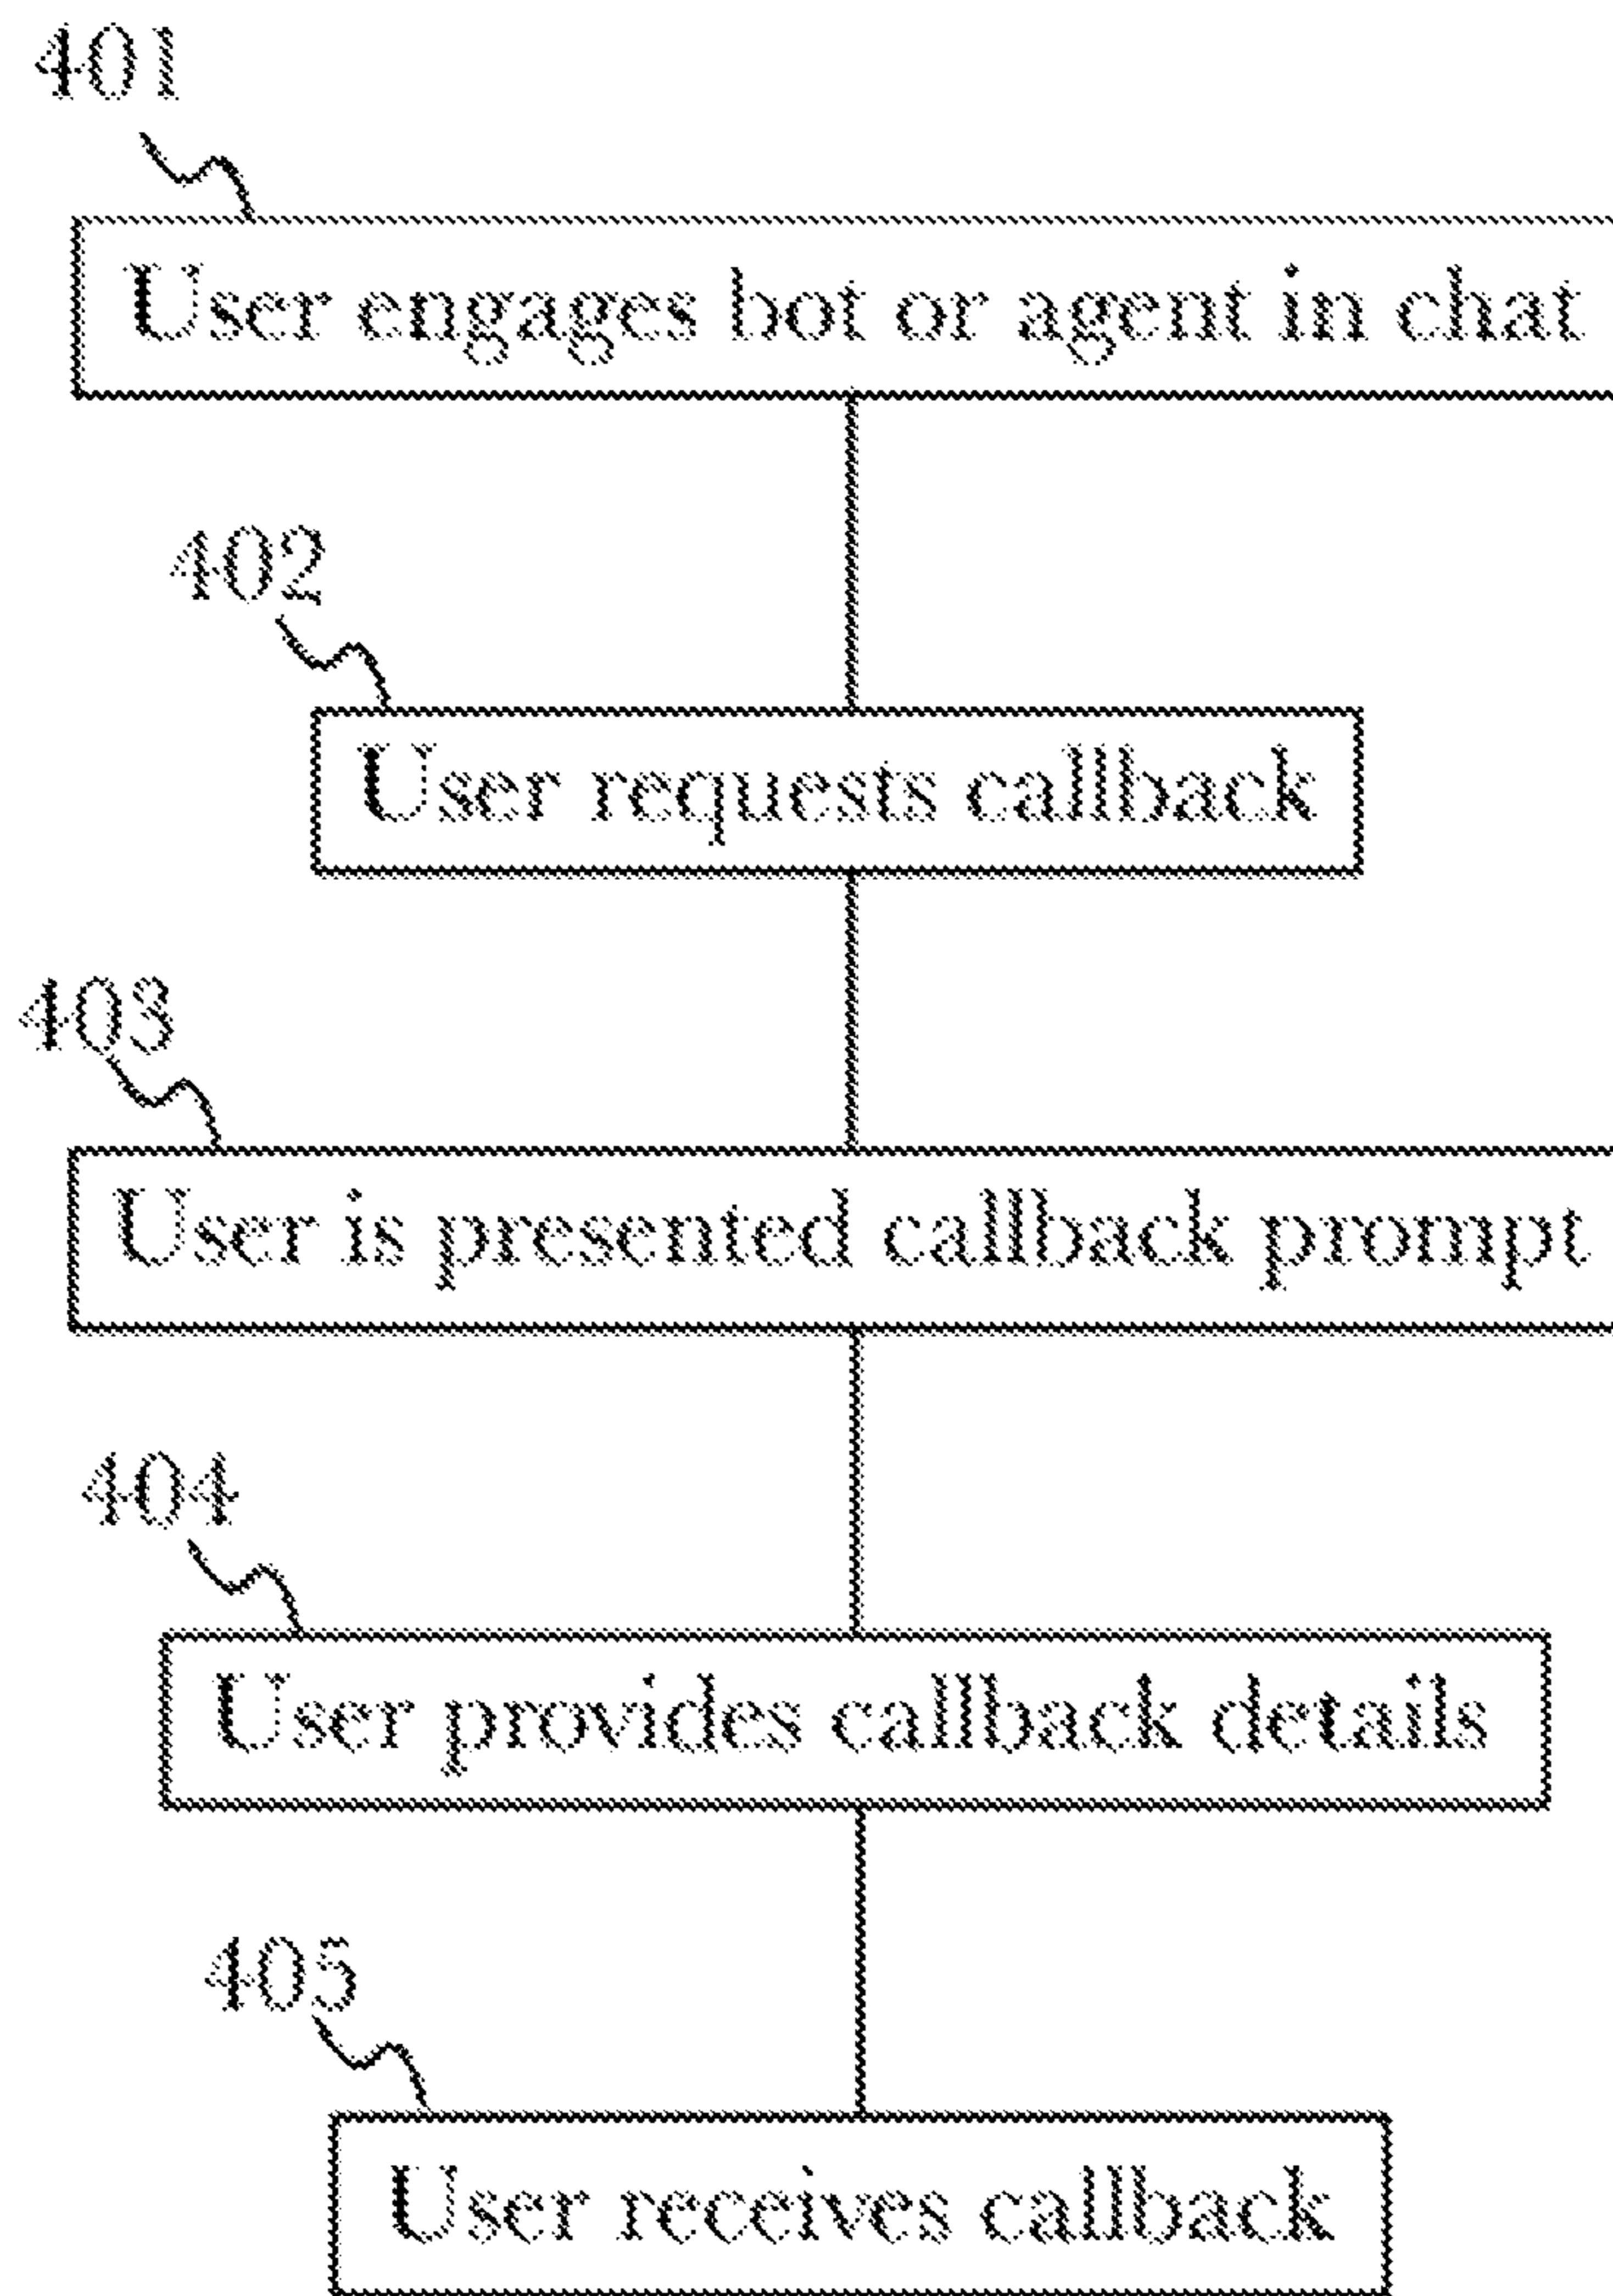 401
User engages bot or agent in chat
402
User requests callback
403
User is presented callback prompt
404
User provides callback details
405
User receives callback